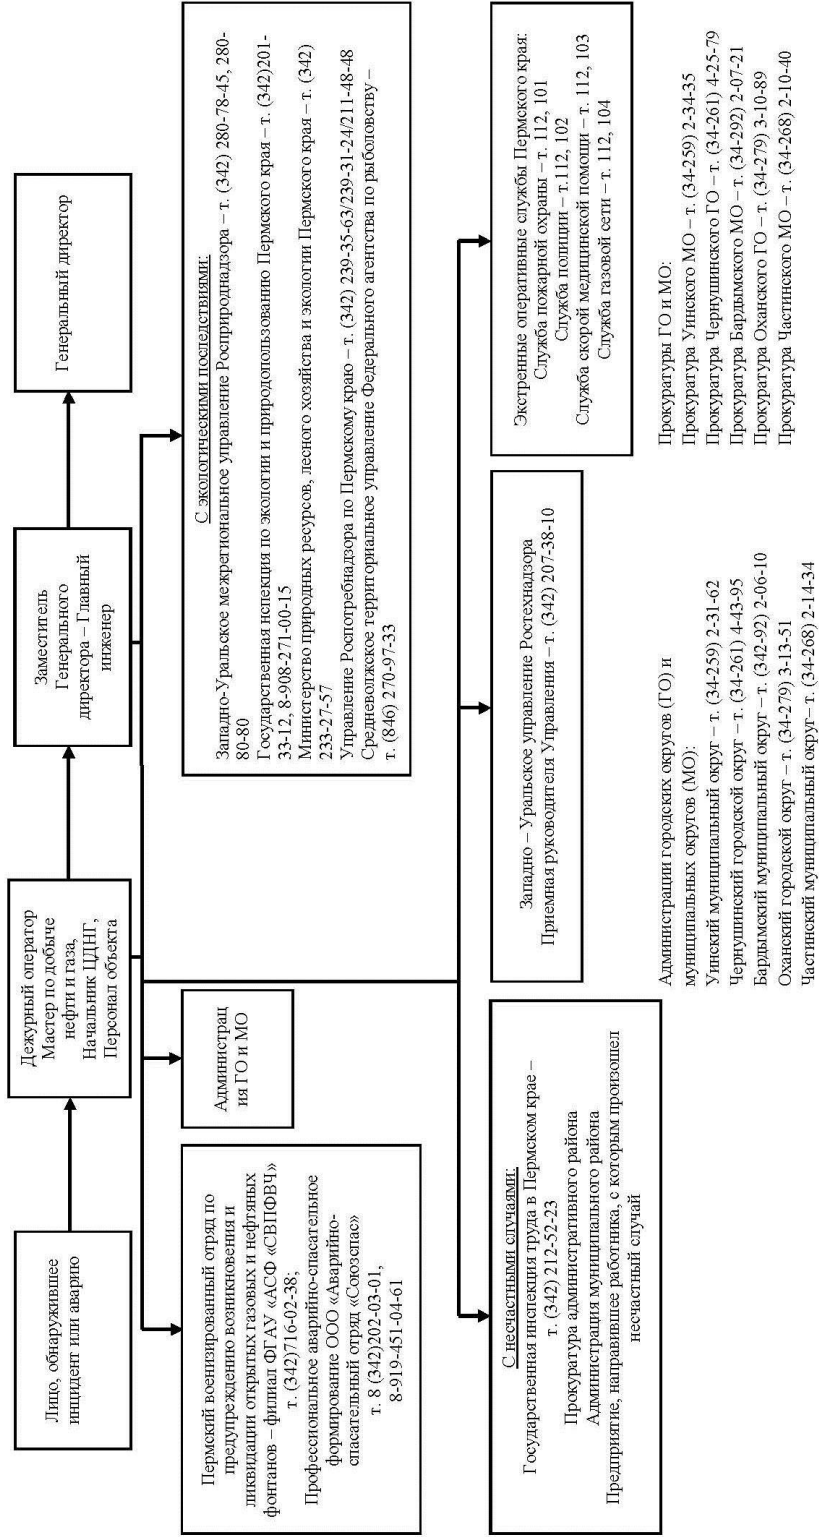 Лицо, обнаружившее
инцидент или аварию
Дежурный оператор
Мастер по добыче
нефти и газа,
Начальник ЦДНГ,
Персонал объекта
Заместитель
Генерального
директора – Главный
инженер
Генеральный директор
Пермский военизированный отряд по
предупреждению возникновения и
ликвидации открытых газовых и нефтяных
фонтанов – филиал ФГАУ «АСФ «СВПФВЧ»
т. (342)716-02-38;
Профессиональное аварийно-спасательное
формирование ООО «Аварийно-
спасательный отряд «Союзспас»
т. 8 (342)202-03-01,
8-919-451-04-61
Администрац
ия ГО и МО
С экологическими последствиями:
Западно-Уральское межрегиональное управление Росприроднадзора – т. (342) 280-78-45, 280-
80-80
Государственная нспекция по экологии и природопользованию Пермского края – т. (342)201-
33-12, 8-908-271-00-15
Министерство природных ресурсов, лесного хозяйства и экологии Пермского края – т. (342)
233-27-57
Управление Роспотребнадзора по Пермскому краю – т. (342) 239-35-63/239-31-24/211-48-48
Средневолжское территориальное управление Федерального агентства по рыболовству –
т. (846) 270-97-33
С несчастными случаями:
Государственная инспекция труда в Пермском крае –
т. (342) 212-52-23
Прокуратура административного района
Администрация муниципального района
Предприятие, направившее работника, с которым произошел
несчастный случай
Западно – Уральское управление Ростехнадзора
Приемная руководителя Управления – т. (342) 207-38-10
Экстренные оперативные службы Пермского края:
Служба пожарной охраны – т. 112, 101
Служба полиции – т.112, 102
Служба скорой медицинской помощи – т. 112, 103
Служба газовой сети – т. 112, 104
Администрации городских округов (ГО) и
муниципальных округов (МО):
Уинский муниципальный округ – т. (34-259) 2-31-62
Чернушинский городской округ – т. (34-261) 4-43-95
Бардымский муниципальный округ – т. (342-92) 2-06-10
Оханский городской округ – т. (34-279) 3-13-51
Частинский муниципальный округ– т. (34-268) 2-14-34
Прокуратуры ГО и МО:
Прокуратура Уинского МО – т. (34-259) 2-34-35
Прокуратура Чернушинского ГО – т. (34-261) 4-25-79
Прокуратура Бардымского МО – т. (34-292) 2-07-21
Прокуратура Оханского ГО – т. (34-279) 3-10-89
Прокуратура Частинского МО – т. (34-268) 2-10-40